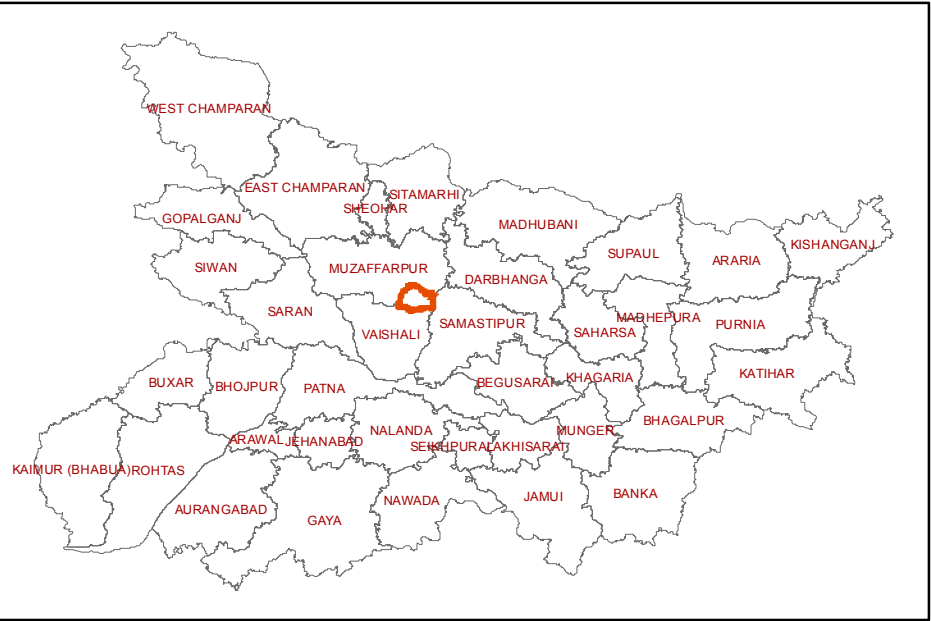 WEST CHAMPARAN
EAST CHAMPARAN
SITAMARHI
SHEOHAR
GOPALGANJ
MADHUBANI
KISHANGANJ
SUPAUL
ARARIA
SIWAN
MUZAFFARPUR
DARBHANGA
SARAN
MADHEPURA
SAMASTIPUR
PURNIA
VAISHALI
SAHARSA
KATIHAR
BUXAR
BHOJPUR
PATNA
BEGUSARAI
KHAGARIA
BHAGALPUR
NALANDA
MUNGER
ARAWAL
JEHANABAD
SEIKHPURA
LAKHISARAI
KAIMUR (BHABUA)
ROHTAS
JAMUI
BANKA
NAWADA
AURANGABAD
GAYA